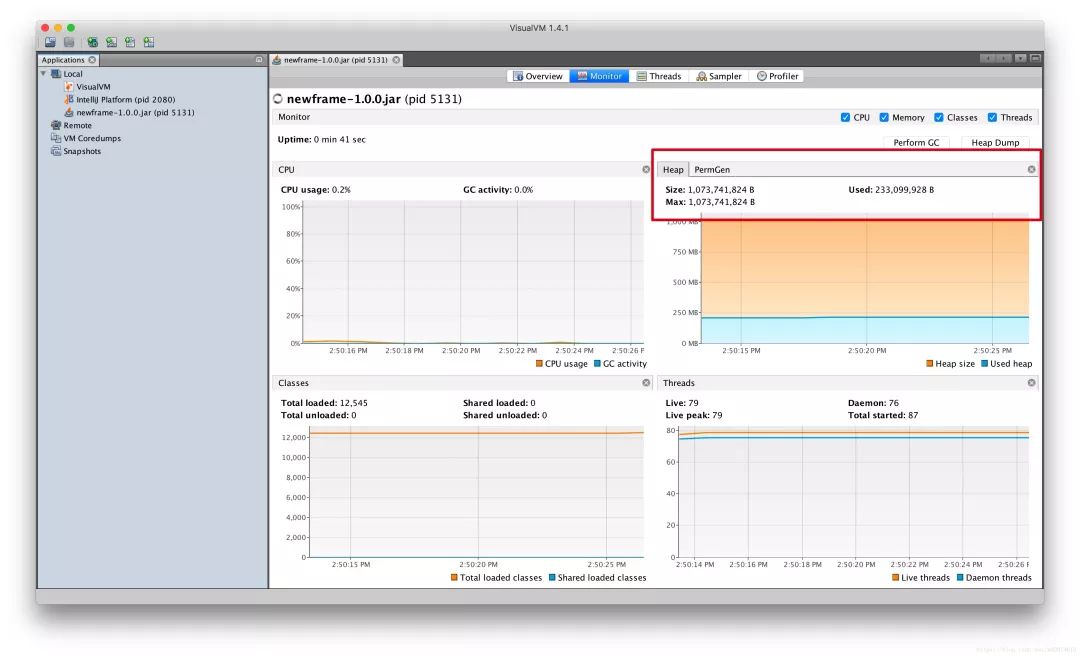 VisualVM 1.4.1
Applications
Local
VisualVM
IntelliJ Platform (pid 2080)
newframe-1.0.0.jar (pid 5131)
Remote
VM Coredumps
Snapshots
newframe-1.0.0.jar (pid 5131)
Overview Monitor Threads Sampler Profiler
newframe-1.0.0.jar (pid 5131)
Monitor
CPU Memory Classes Threads
Uptime: 0 min 41 sec
Perform GC Heap Dump
CPU
CPU usage: 0.2% GC activity: 0.0%
100%
80%
60%
40%
20%
0%
2:50:16 PM 2:50:18 PM 2:50:20 PM 2:50:22 PM 2:50:24 PM 2:50:26 F
CPU usage GC activity
Heap PermGen
Size: 1,073,741,824 B Used: 233,099,928 B
Max: 1,073,741,824 B
1,000 MB
750 MB
500 MB
250 MB
0 MB
2:50:15 PM 2:50:20 PM 2:50:25 PM
Heap size Used heap
Classes
Total loaded: 12,545 Shared loaded: 0
Total unloaded: 0 Shared unloaded: 0
12,000
10,000
8,000
6,000
4,000
2,000
0
2:50:15 PM 2:50:20 PM 2:50:25 PM
Total loaded classes Shared loaded classes
Threads
Live: 79 Daemon: 76
Live peak: 79 Total started: 87
80
60
40
20
0
2:50:14 PM 2:50:16 PM 2:50:18 PM 2:50:20 PM 2:50:22 PM 2:50:24 PM 2:50:26 F
Live threads Daemon threads